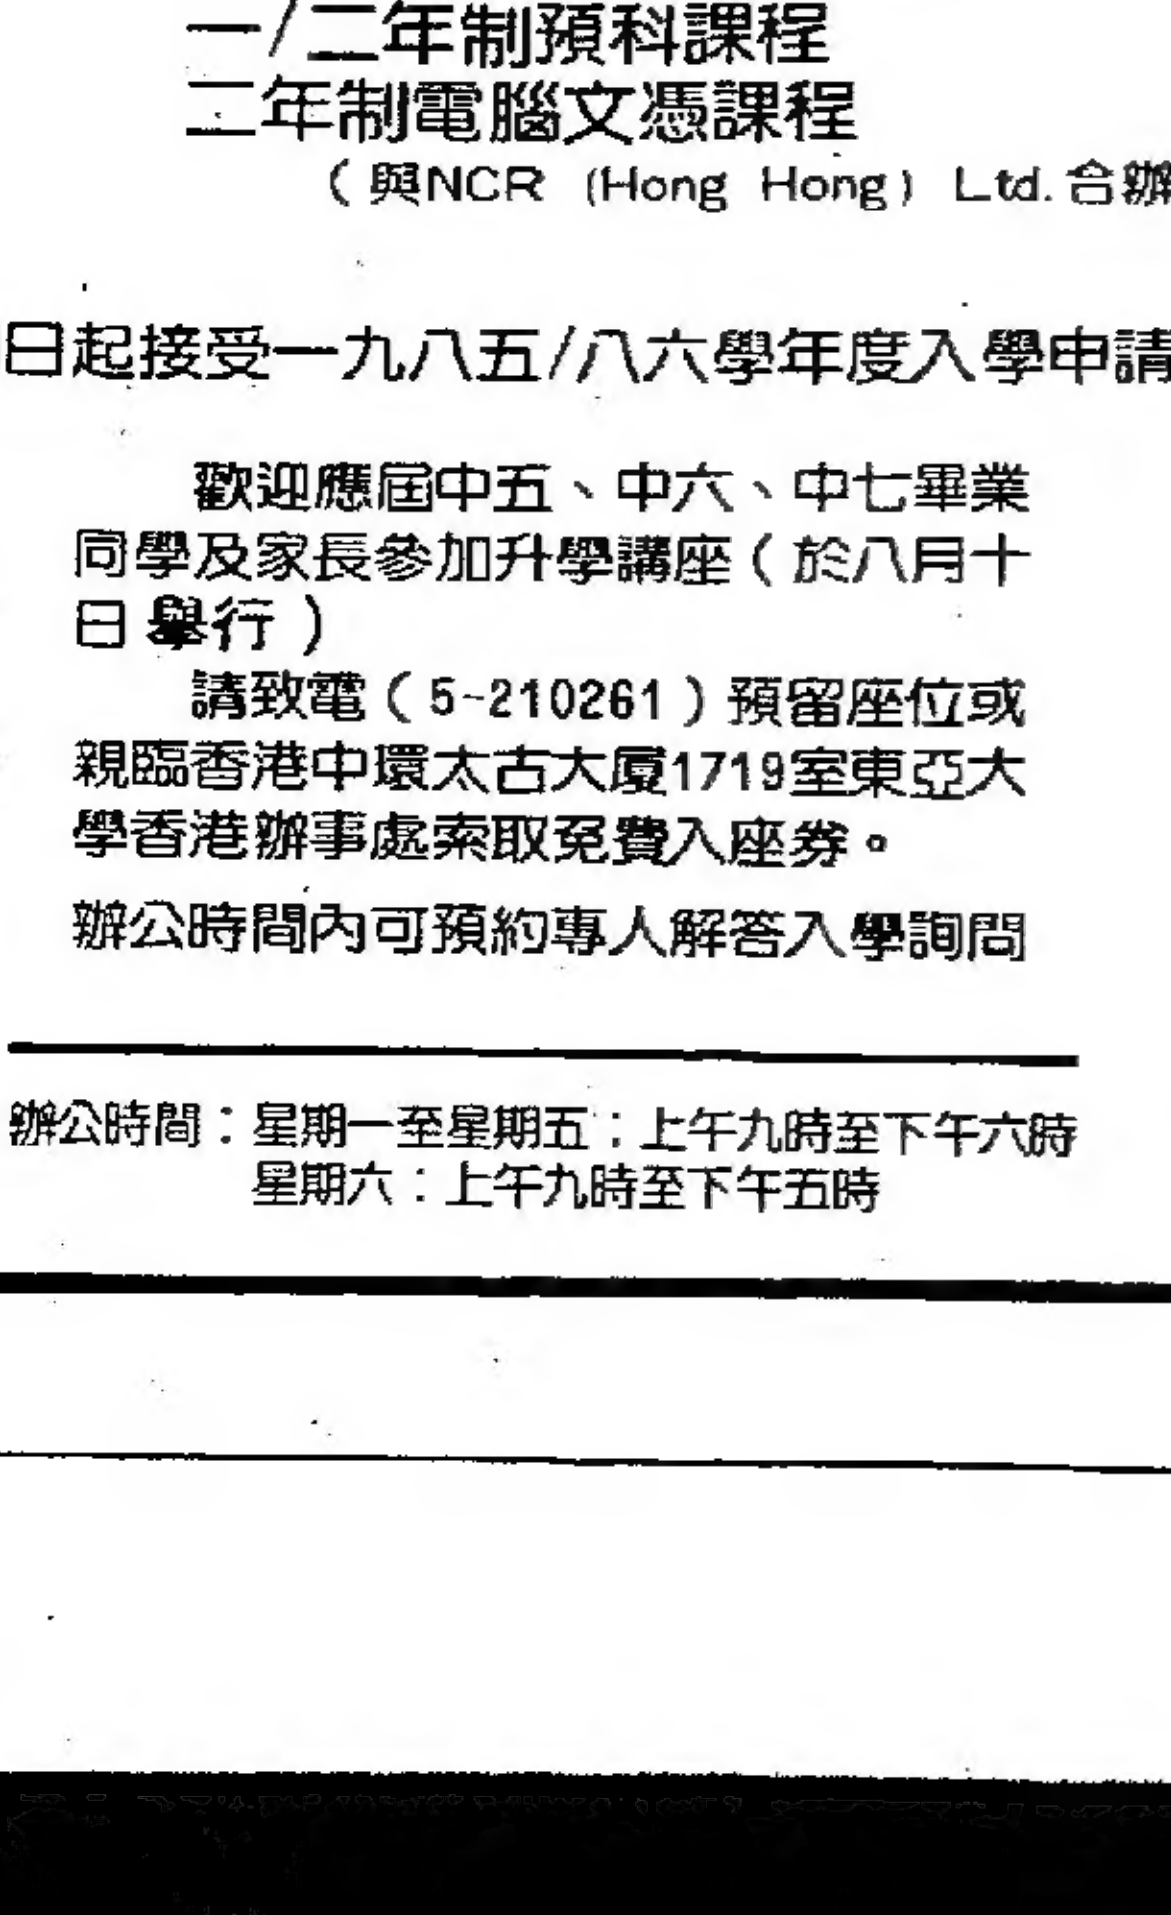 一/二年制預科課程
二年制電腦文憑課程
（與NCR (Hong Hong) Ltd.合辦
日起接受一九八五/八六學年度入學申請
歡迎應屆中五、中六、中七畢業
同學及家長參加升學講座（於八月十
日舉行）
請致電（5-210261）預留座位或
親臨香港中環太古大廈1719室東亞大
學香港辦事處索取免費入座券。
辦公時間內可預約專人解答入學詢問
辦公時間：星期一至星期五：上午九時至下午六時
星期六：上午九時至下午五時